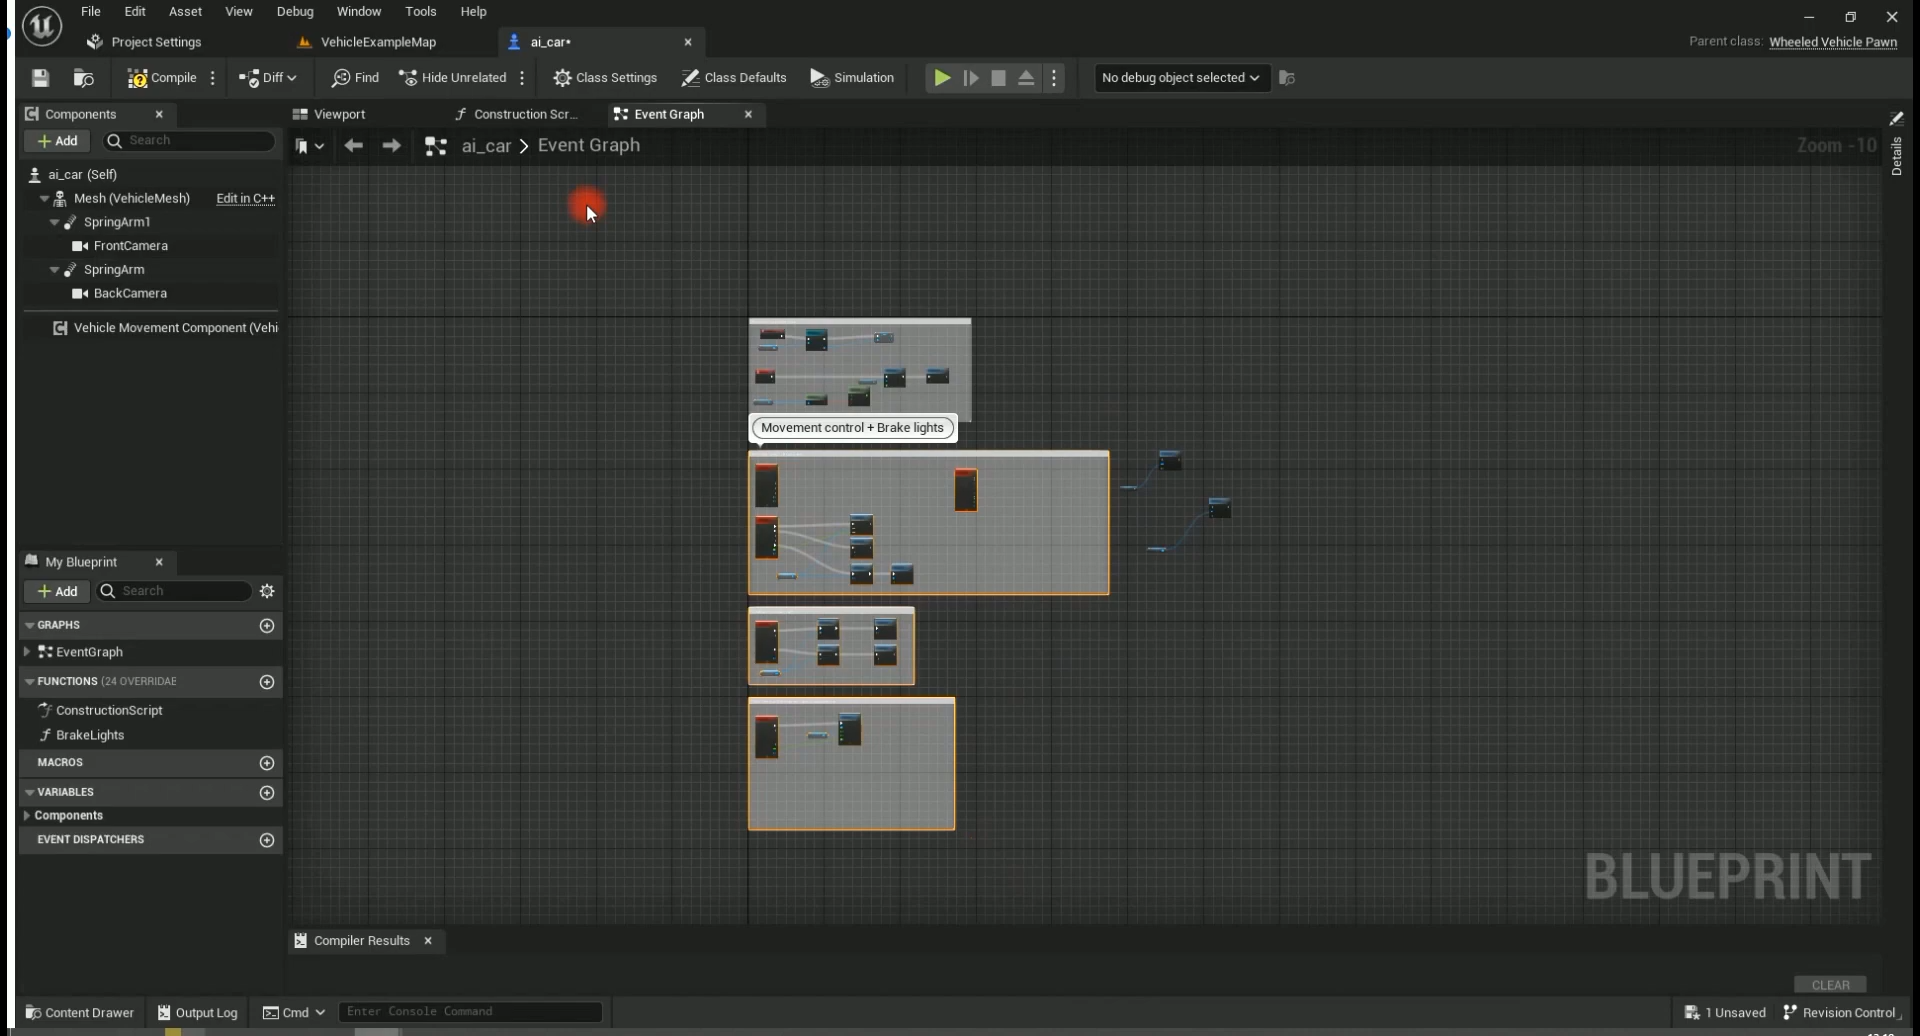 File Edit Asset View Debug Window Tools Help
Project Settings VehicleExampleMap ai_car• Parent class: Wheeled Vehicle Pawn
Compile Diff Find Hide Unrelated Class Settings Class Defaults Simulation No debug object selected
Components Viewport Construction Scr... Event Graph
Add Search ai_car > Event Graph Zoom -10
Details
ai_car (Self)
Mesh (VehicleMesh) Edit in C++
SpringArm1
FrontCamera
SpringArm
BackCamera
Vehicle Movement Component (Vehi
Movement control + Brake lights
My Blueprint
Add Search
GRAPHS
EventGraph
FUNCTIONS (24 OVERRIDAE
ConstructionScript
BrakeLights
MACROS
VARIABLES
Components
EVENT DISPATCHERS
BLUEPRINT
Compiler Results
CLEAR
Content Drawer Output Log Cmd Enter Console Command 1 Unsaved Revision Control